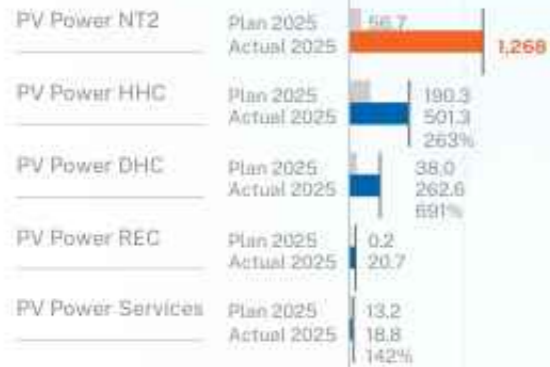 PV Power NT2
Plan 2025 56.7
Actual 2025 1,268
PV Power HHC
Plan 2025 190.3
Actual 2025 501.3
263%
PV Power DHC
Plan 2025 38.0
Actual 2025 262.6
691%
PV Power REC
Plan 2025 0.2
Actual 2025 20.7
PV Power Services
Plan 2025 13.2
Actual 2025 18.8
142%